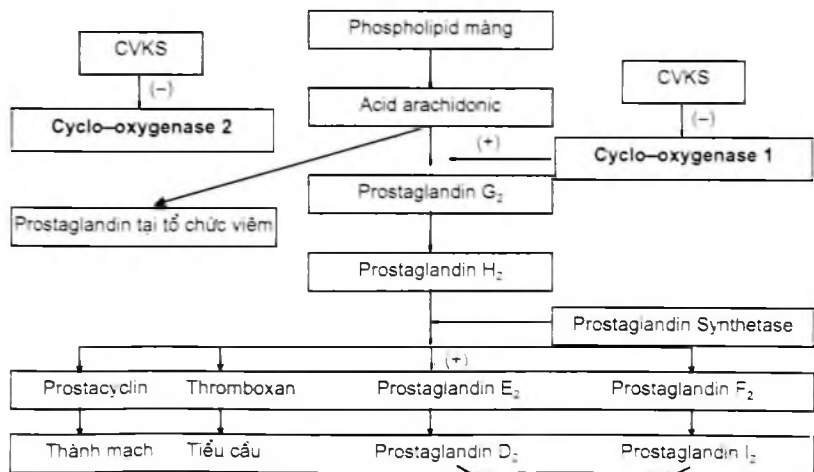 Phospholipid màng
CVKS
CVKS
(–)
Acid arachidonic
(–)
Cyclo–oxygenase 2
(+)
Cyclo–oxygenase 1
Prostaglandin G₂
Prostaglandin tại tổ chức viêm
Prostaglandin H₂
Prostaglandin Synthetase
(+)
Prostacyclin Thromboxan Prostaglandin E₂ Prostaglandin F₂
Thành mạch Tiểu cầu Prostaglandin D₂ Prostaglandin I₂